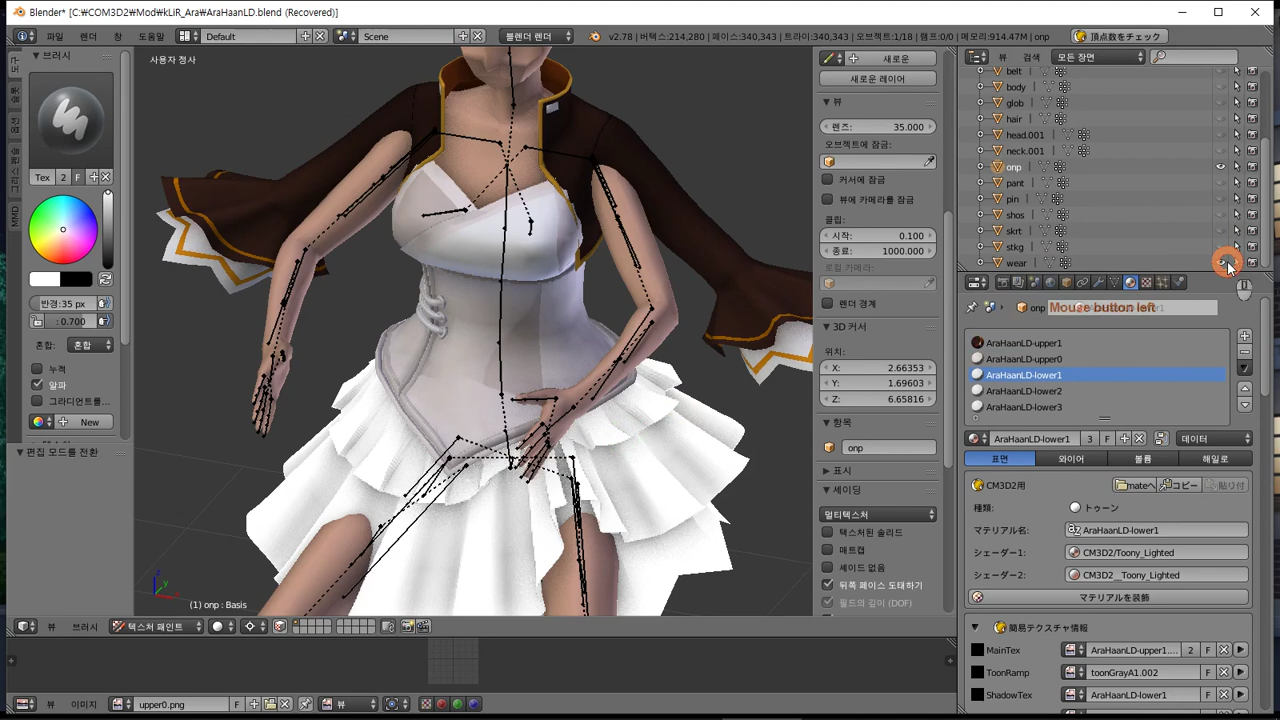 Blender* [C:₩COM3D2₩Mod₩kLiR_Ara₩AraHaanLD.blend (Recovered)]
파일 렌더 창 도움말 Default Scene 블렌더 렌더 v2.78 | 버텍스:214,280 | 페이스:340,343 | 트라이:340,343 | 오브젝트:1/18 | 램프:0/0 | 메모리:914.47M | onp 頂点数をチェック
브러시
Tex 2 F
반경:35 px
: 0.700
혼합: 혼합
누적
알파
그라디언트를...
New
MMD
편집 모드를 전환
사용자 정사
(1) onp : Basis
뷰 브러시 텍스처 페인트
뷰 이미지 upper0.png F 뷰
새로운
새로운 레이어
뷰
렌즈: 35.000
오브젝트에 잠금:
커서에 잠금
뷰에 카메라를 잠금
클립:
시작: 0.100
종료: 1000.000
로컬 카메라:
렌더 경계
3D 커서
위치:
X: 2.66353
Y: 1.69603
Z: 6.65816
항목
onp
표시
셰이딩
멀티텍스처
텍스처된 솔리드
매트캡
셰이드 없음
뒤쪽 페이스 도태하기
필드의 깊이 (DOF)
뷰 검색 모든 장면
belt
body
glob
hair
head.001
neck.001
onp
pant
pin
shos
skrt
stkg
wear
onp Mouse button left
AraHaanLD-upper1
AraHaanLD-upper0
AraHaanLD-lower1
AraHaanLD-lower2
AraHaanLD-lower3
AraHaanLD-lower1 3 F 데이터
표면 와이어 볼륨 해일로
CM3D2用 mateへ コピー 貼り付
種類: トゥーン
マテリアル名: AraHaanLD-lower1
シェーダー1: CM3D2/Toony_Lighted
シェーダー2: CM3D2__Toony_Lighted
マテリアルを装飾
簡易テクスチャ情報
MainTex AraHaanLD-upper1.... 2 F
ToonRamp toonGrayA1.002 F
ShadowTex AraHaanLD-lower1 F